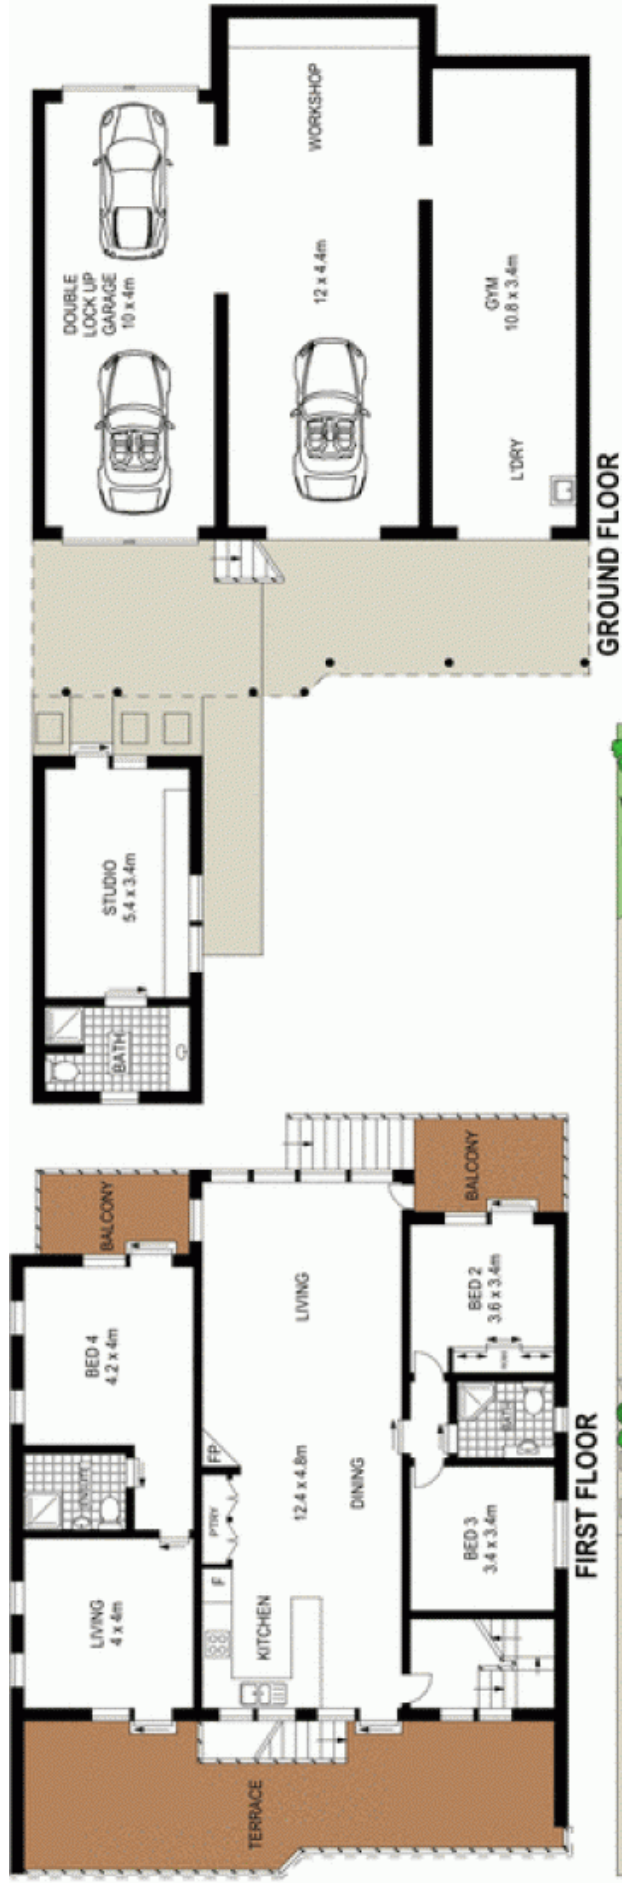 DOUBLE
LOCK UP
GARAGE
10 x 4m
WORKSHOP
12 x 4.4m
GYM
10.8 x 3.4m
L'DRY
GROUND FLOOR
STUDIO
5.4 x 3.4m
BATH
BALCONY
BALCONY
BED 4
4.2 x 4m
LIVING
BED 2
3.6 x 3.4m
ENSUITE
FP
PTRY
12.4 x 4.8m
DINING
BATH
BED 3
3.4 x 3.4m
LIVING
4 x 4m
F
KITCHEN
TERRACE
FIRST FLOOR